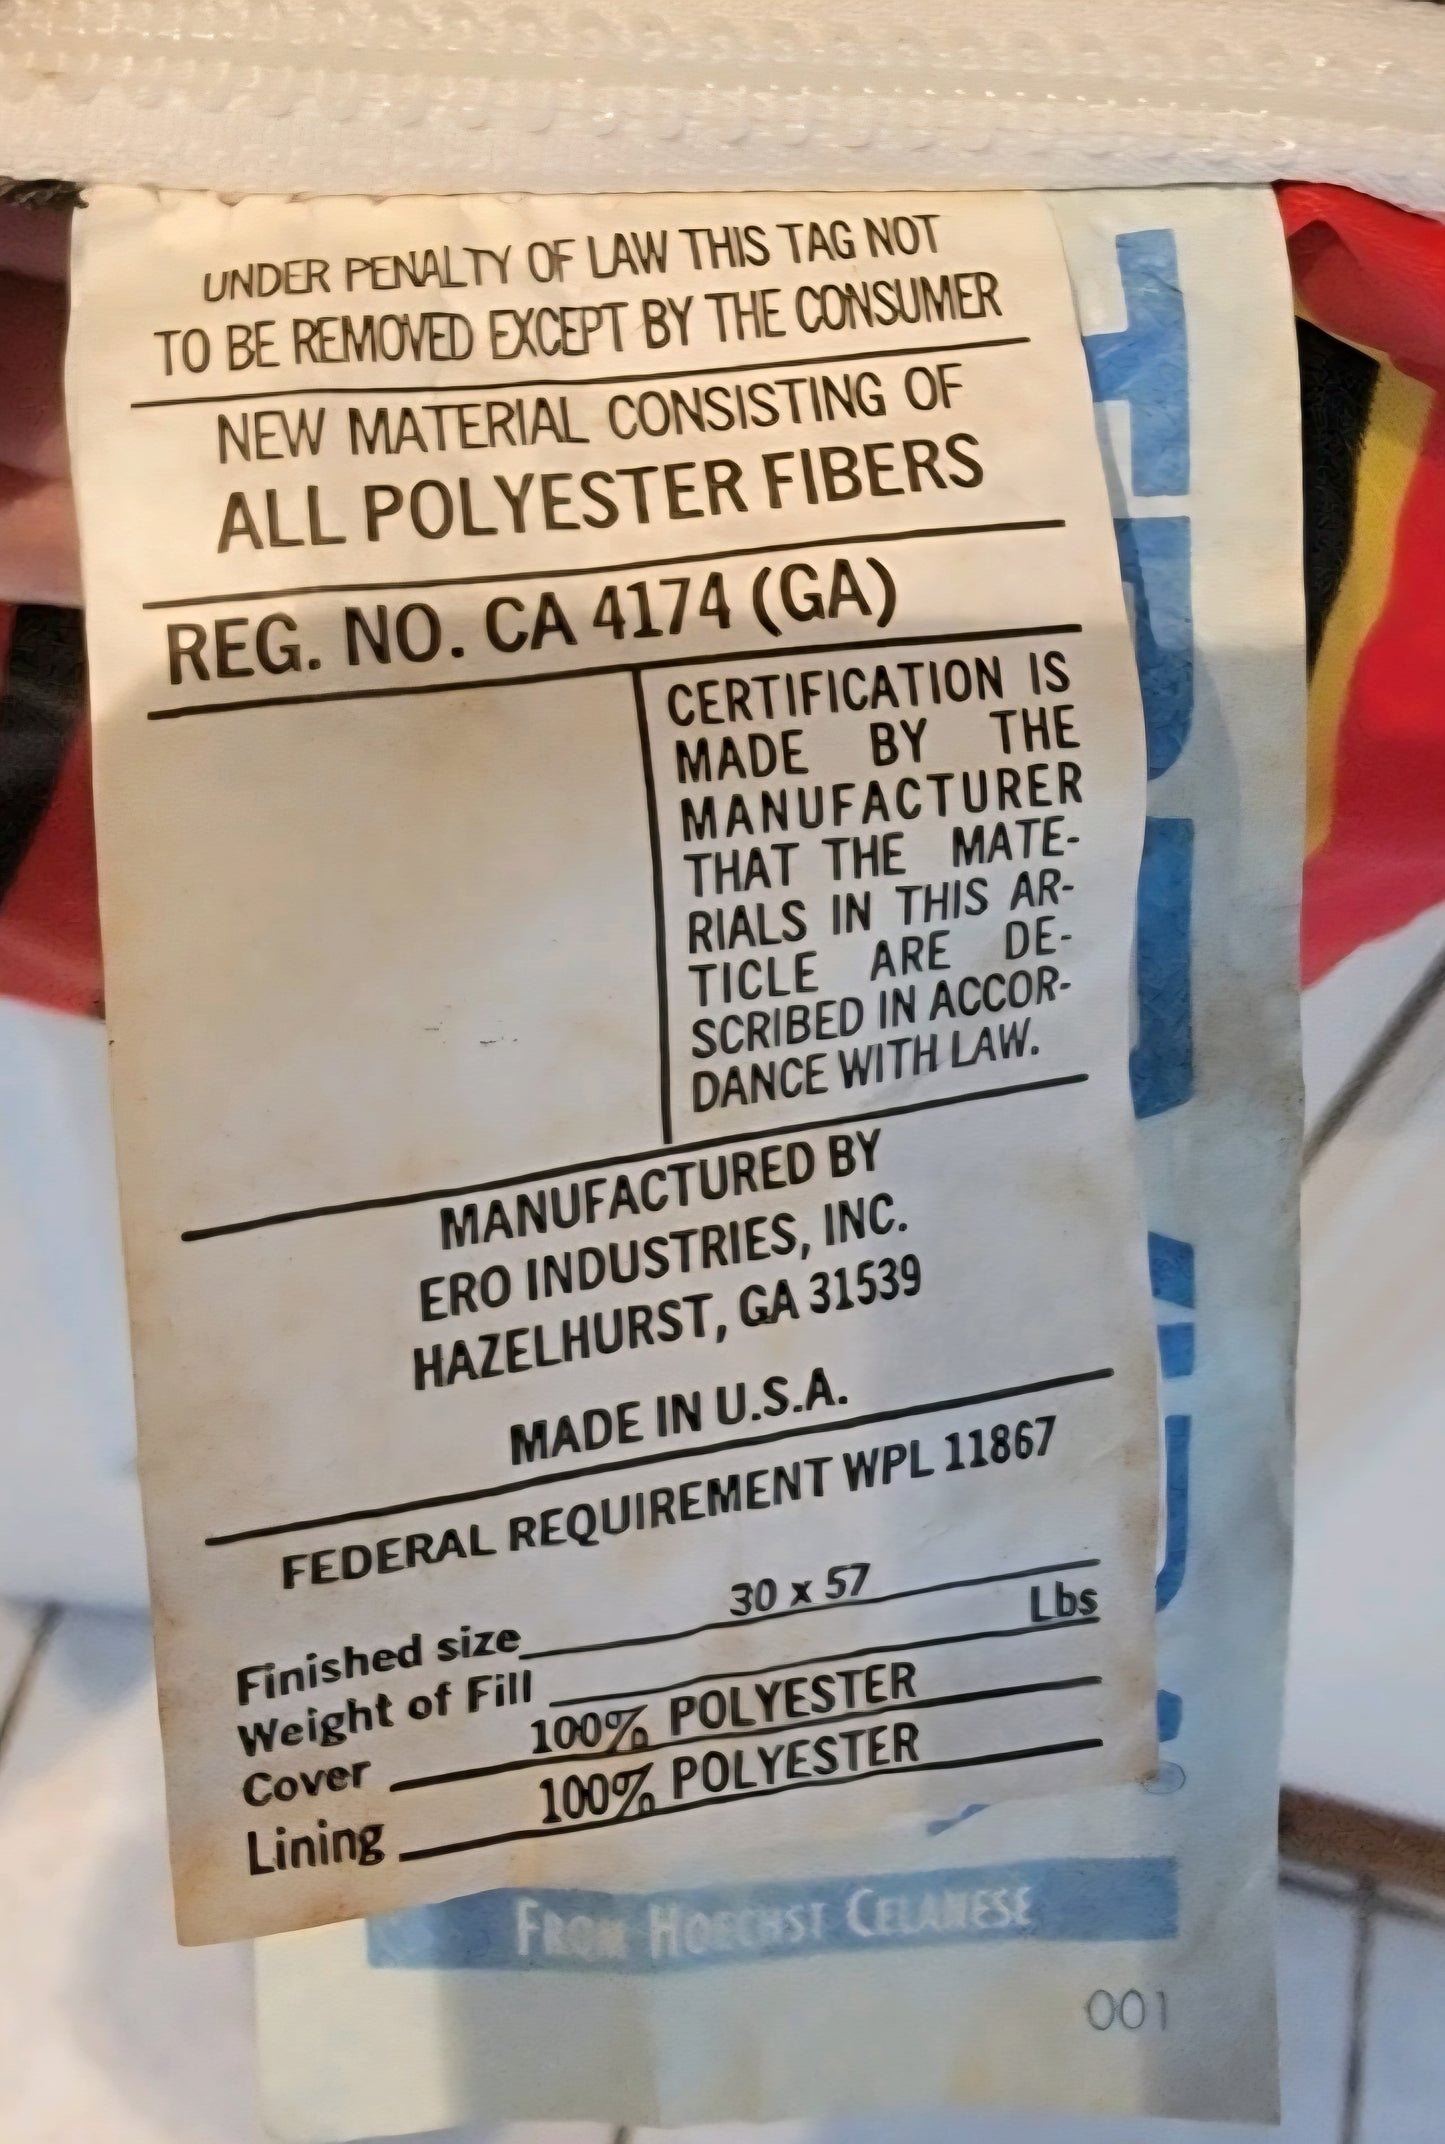 UNDER PENALTY OF LAW THIS TAG NOT
TO BE REMOVED EXCEPT BY THE CONSUMER
NEW MATERIAL CONSISTING OF
ALL POLYESTER FIBERS
REG. NO. CA 4174 (GA)
CERTIFICATION IS
MADE BY THE
MANUFACTURER
THAT THE MATE-
RIALS IN THIS AR-
TICLE ARE DE-
SCRIBED IN ACCOR-
DANCE WITH LAW.
MANUFACTURED BY
ERO INDUSTRIES, INC.
HAZELHURST, GA 31539
MADE IN U.S.A.
FEDERAL REQUIREMENT WPL 11867
Finished size 30 x 57
Weight of Fill Lbs
Cover 100% POLYESTER
Lining 100% POLYESTER
FROM HOECHST CELANESE
001